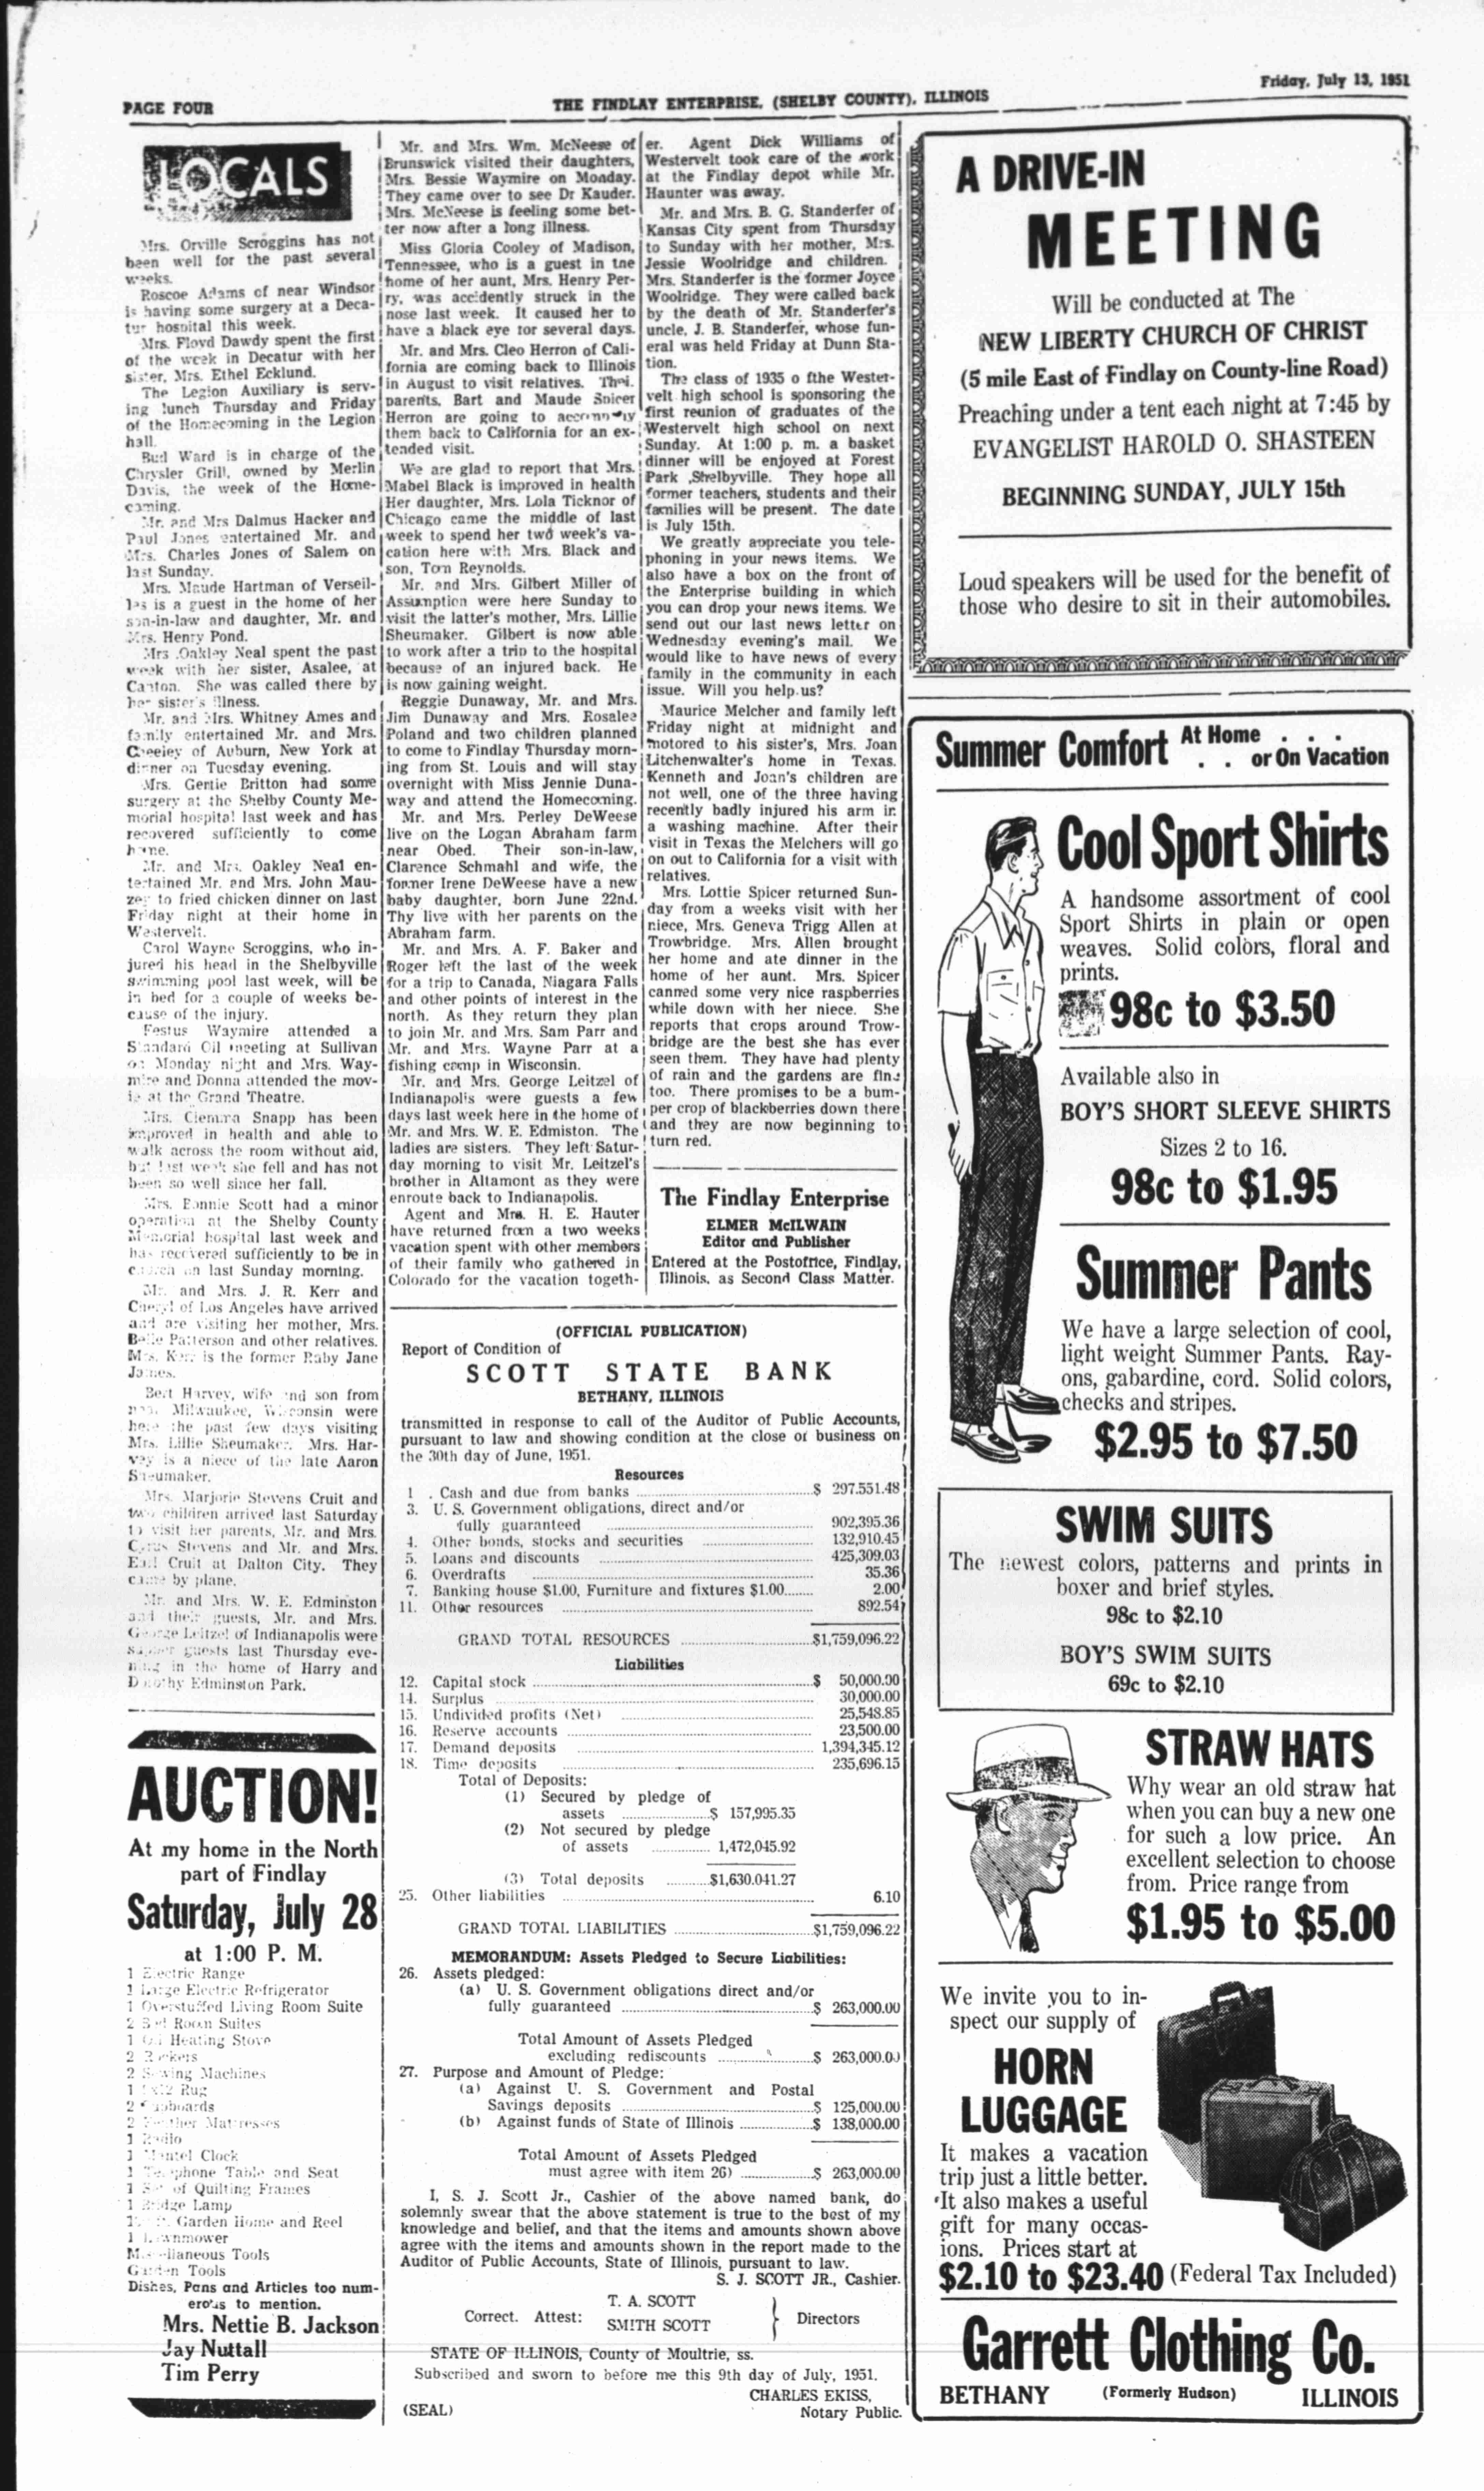 PAGE FOUR
THE FINDLAY ENTERPRISE, (SHELBY COUNTY), ILLINOIS
Friday, July 13, 1951
LOCALS
Mrs. Orville Scroggins has not
been well for the past several
weeks.
Roscoe Adams of near Windsor
is having some surgery at a Deca-
tur hospital this week.
Mrs. Floyd Dawdy spent the first
of the week in Decatur with her
sister, Mrs. Ethel Ecklund.
The Legion Auxiliary is serv-
ing lunch Thursday and Friday
of the Homecoming in the Legion
hall.
Bud Ward is in charge of the
Chrysler Grill, owned by Merlin
Davis, the week of the Home-
coming.
Mr. and Mrs Dalmus Hacker and
Paul Jones entertained Mr. and
Mrs. Charles Jones of Salem on
last Sunday.
Mrs. Maude Hartman of Verseil-
les is a guest in the home of her
son-in-law and daughter, Mr. and
Mrs. Henry Pond.
Mrs .Oakley Neal spent the past
week with her sister, Asalee, at
Canton. She was called there by
her sister's illness.
Mr. and Mrs. Whitney Ames and
family entertained Mr. and Mrs.
Cheeley of Auburn, New York at
dinner on Tuesday evening.
Mrs. Gertie Britton had some
surgery at the Shelby County Me-
morial hospital last week and has
recovered sufficiently to come
home.
Mr. and Mrs. Oakley Neal en-
tertained Mr. and Mrs. John Mau-
zey to fried chicken dinner on last
Friday night at their home in
Westervelt.
Carol Wayne Scroggins, who in-
jured his head in the Shelbyville
swimming pool last week, will be
in bed for a couple of weeks be-
cause of the injury.
Festus Waymire attended a
Standard Oil meeting at Sullivan
on Monday night and Mrs. Way-
mire and Donna attended the mov-
ie at the Grand Theatre.
Mrs. Clemma Snapp has been
improved in health and able to
walk across the room without aid,
but last week she fell and has not
been so well since her fall.
Mrs. Bonnie Scott had a minor
operation at the Shelby County
Memorial hospital last week and
has recovered sufficiently to be in
church on last Sunday morning.
Mr. and Mrs. J. R. Kerr and
Cheryl of Los Angeles have arrived
and are visiting her mother, Mrs.
Belle Patterson and other relatives.
Mrs. Kerr is the former Ruby Jane
James.
Bert Harvey, wife and son from
Milwaukee, Wisconsin were
here the past few days visiting
Mrs. Lillie Sheumaker. Mrs. Har-
vey is a niece of the late Aaron
Sheumaker.
Mrs. Marjorie Stevens Cruit and
two children arrived last Saturday
to visit her parents, Mr. and Mrs.
Cyrus Stevens and Mr. and Mrs.
Earl Cruit at Dalton City. They
came by plane.
Mr. and Mrs. W. E. Edminston
and their guests, Mr. and Mrs.
George Leitzel of Indianapolis were
supper guests last Thursday eve-
ning in the home of Harry and
Dorothy Edminston Park.
AUCTION!
At my home in the North
part of Findlay
Saturday, July 28
at 1:00 P. M.
1 Electric Range
1 Large Electric Refrigerator
1 Overstuffed Living Room Suite
2 Bed Room Suites
1 Oil Heating Stove
2 Rockers
2 Sewing Machines
1 9x12 Rug
2 Cupboards
2 Feather Mattresses
1 Radio
1 Mantel Clock
1 Telephone Table and Seat
1 Set of Quilting Frames
1 Bridge Lamp
Garden Home and Reel
1 Lawnmower
Miscellaneous Tools
Garden Tools
Dishes, Pans and Articles too num-
erous to mention.
Mrs. Nettie B. Jackson
Jay Nuttall
Tim Perry
Mr. and Mrs. Wm. McNeese of
Brunswick visited their daughters,
Mrs. Bessie Waymire on Monday.
They came over to see Dr Kauder.
Mrs. McNeese is feeling some bet-
ter now after a long illness.
Miss Gloria Cooley of Madison,
Tennessee, who is a guest in tne
home of her aunt, Mrs. Henry Per-
ry, was accidently struck in the
nose last week. It caused her to
have a black eye tor several days.
Mr. and Mrs. Cleo Herron of Cali-
fornia are coming back to Illinois
in August to visit relatives. Thei.
parents, Bart and Maude Snicer
Herron are going to accompany
them back to California for an ex-
tended visit.
We are glad to report that Mrs.
Mabel Black is improved in health
Her daughter, Mrs. Lola Ticknor of
Chicago came the middle of last
week to spend her two week's va-
cation here with Mrs. Black and
son, Tom Reynolds.
Mr. and Mrs. Gilbert Miller of
Assumption were here Sunday to
visit the latter's mother, Mrs. Lillie
Sheumaker. Gilbert is now able
to work after a trip to the hospital
because of an injured back. He
is now gaining weight.
Reggie Dunaway, Mr. and Mrs.
Jim Dunaway and Mrs. Rosalee
Poland and two children planned
to come to Findlay Thursday morn-
ing from St. Louis and will stay
overnight with Miss Jennie Duna-
way and attend the Homecoming.
Mr. and Mrs. Perley DeWeese
live on the Logan Abraham farm
near Obed. Their son-in-law,
Clarence Schmahl and wife, the
former Irene DeWeese have a new
baby daughter, born June 22nd.
Thy live with her parents on the
Abraham farm.
Mr. and Mrs. A. F. Baker and
Roger left the last of the week
for a trip to Canada, Niagara Falls
and other points of interest in the
north. As they return they plan
to join Mr. and Mrs. Sam Parr and
Mr. and Mrs. Wayne Parr at a
fishing camp in Wisconsin.
Mr. and Mrs. George Leitzel of
Indianapolis were guests a few
days last week here in the home of
Mr. and Mrs. W. E. Edmiston. The
ladies are sisters. They left Satur-
day morning to visit Mr. Leitzel's
brother in Altamont as they were
enroute back to Indianapolis.
Agent and Mrs. H. E. Hauter
have returned from a two weeks
vacation spent with other members
of their family who gathered in
Colorado for the vacation togeth-
er. Agent Dick Williams of
Westervelt took care of the work
at the Findlay depot while Mr.
Haunter was away.
Mr. and Mrs. B. G. Standerfer of
Kansas City spent from Thursday
to Sunday with her mother, Mrs.
Jessie Woolridge and children.
Mrs. Standerfer is the former Joyce
Woolridge. They were called back
by the death of Mr. Standerfer's
uncle, J. B. Standerfer, whose fun-
eral was held Friday at Dunn Sta-
tion.
The class of 1935 o fthe Wester-
velt high school is sponsoring the
first reunion of graduates of the
Westervelt high school on next
Sunday. At 1:00 p. m. a basket
dinner will be enjoyed at Forest
Park ,Shelbyville. They hope all
former teachers, students and their
families will be present. The date
is July 15th.
We greatly appreciate you tele-
phoning in your news items. We
also have a box on the front of
the Enterprise building in which
you can drop your news items. We
send out our last news letter on
Wednesday evening's mail. We
would like to have news of every
family in the community in each
issue. Will you help us?
Maurice Melcher and family left
Friday night at midnight and
motored to his sister's, Mrs. Joan
Litchenwalter's home in Texas.
Kenneth and Joan's children are
not well, one of the three having
recently badly injured his arm in
a washing machine. After their
visit in Texas the Melchers will go
on out to California for a visit with
relatives.
Mrs. Lottie Spicer returned Sun-
day from a weeks visit with her
niece, Mrs. Geneva Trigg Allen at
Trowbridge. Mrs. Allen brought
her home and ate dinner in the
home of her aunt. Mrs. Spicer
canned some very nice raspberries
while down with her niece. She
reports that crops around Trow-
bridge are the best she has ever
seen them. They have had plenty
of rain and the gardens are fine
too. There promises to be a bum-
per crop of blackberries down there
and they are now beginning to
turn red.
The Findlay Enterprise
ELMER McILWAIN
Editor and Publisher
Entered at the Postoffice, Findlay,
Illinois, as Second Class Matter.
(OFFICIAL PUBLICATION)
Report of Condition of
SCOTT STATE BANK
BETHANY, ILLINOIS
transmitted in response to call of the Auditor of Public Accounts,
pursuant to law and showing condition at the close of business on
the 30th day of June, 1951.
Resources
1 . Cash and due from banks $ 297.551.48
3. U. S. Government obligations, direct and/or
fully guaranteed 902,395.36
4. Other bonds, stocks and securities 132,910.45
5. Loans and discounts 425,309.03
6. Overdrafts 35.36
7. Banking house $1.00, Furniture and fixtures $1.00 2.00
11. Other resources 892.54
GRAND TOTAL RESOURCES $1,759,096.22
Liabilities
12. Capital stock $ 50,000.00
14. Surplus 30,000.00
15. Undivided profits (Net) 25,548.85
16. Reserve accounts 23,500.00
17. Demand deposits 1,394,345.12
18. Time deposits 235,696.15
Total of Deposits:
(1) Secured by pledge of
assets $ 157,995.35
(2) Not secured by pledge
of assets 1,472,045.92
(3) Total deposits $1,630.041.27
25. Other liabilities 6.10
GRAND TOTAL LIABILITIES $1,759,096.22
MEMORANDUM: Assets Pledged to Secure Liabilities:
26. Assets pledged:
(a) U. S. Government obligations direct and/or
fully guaranteed $ 263,000.00
Total Amount of Assets Pledged
excluding rediscounts $ 263,000.00
27. Purpose and Amount of Pledge:
(a) Against U. S. Government and Postal
Savings deposits $ 125,000.00
(b) Against funds of State of Illinois $ 138,000.00
Total Amount of Assets Pledged
must agree with item 26) $ 263,000.00
I, S. J. Scott Jr., Cashier of the above named bank, do
solemnly swear that the above statement is true to the best of my
knowledge and belief, and that the items and amounts shown above
agree with the items and amounts shown in the report made to the
Auditor of Public Accounts, State of Illinois, pursuant to law.
S. J. SCOTT JR., Cashier.
T. A. SCOTT
Correct. Attest: SMITH SCOTT } Directors
STATE OF ILLINOIS, County of Moultrie, ss.
Subscribed and sworn to before me this 9th day of July, 1951.
CHARLES EKISS,
(SEAL) Notary Public.
A DRIVE-IN
MEETING
Will be conducted at The
NEW LIBERTY CHURCH OF CHRIST
(5 mile East of Findlay on County-line Road)
Preaching under a tent each night at 7:45 by
EVANGELIST HAROLD O. SHASTEEN
BEGINNING SUNDAY, JULY 15th
Loud speakers will be used for the benefit of
those who desire to sit in their automobiles.
Summer Comfort At Home . . .
. . or On Vacation
Cool Sport Shirts
A handsome assortment of cool
Sport Shirts in plain or open
weaves. Solid colors, floral and
prints.
98c to $3.50
Available also in
BOY'S SHORT SLEEVE SHIRTS
Sizes 2 to 16.
98c to $1.95
Summer Pants
We have a large selection of cool,
light weight Summer Pants. Ray-
ons, gabardine, cord. Solid colors,
checks and stripes.
$2.95 to $7.50
SWIM SUITS
The newest colors, patterns and prints in
boxer and brief styles.
98c to $2.10
BOY'S SWIM SUITS
69c to $2.10
STRAW HATS
Why wear an old straw hat
when you can buy a new one
for such a low price. An
excellent selection to choose
from. Price range from
$1.95 to $5.00
We invite you to in-
spect our supply of
HORN
LUGGAGE
It makes a vacation
trip just a little better.
It also makes a useful
gift for many occas-
ions. Prices start at
$2.10 to $23.40 (Federal Tax Included)
Garrett Clothing Co.
BETHANY (Formerly Hudson) ILLINOIS